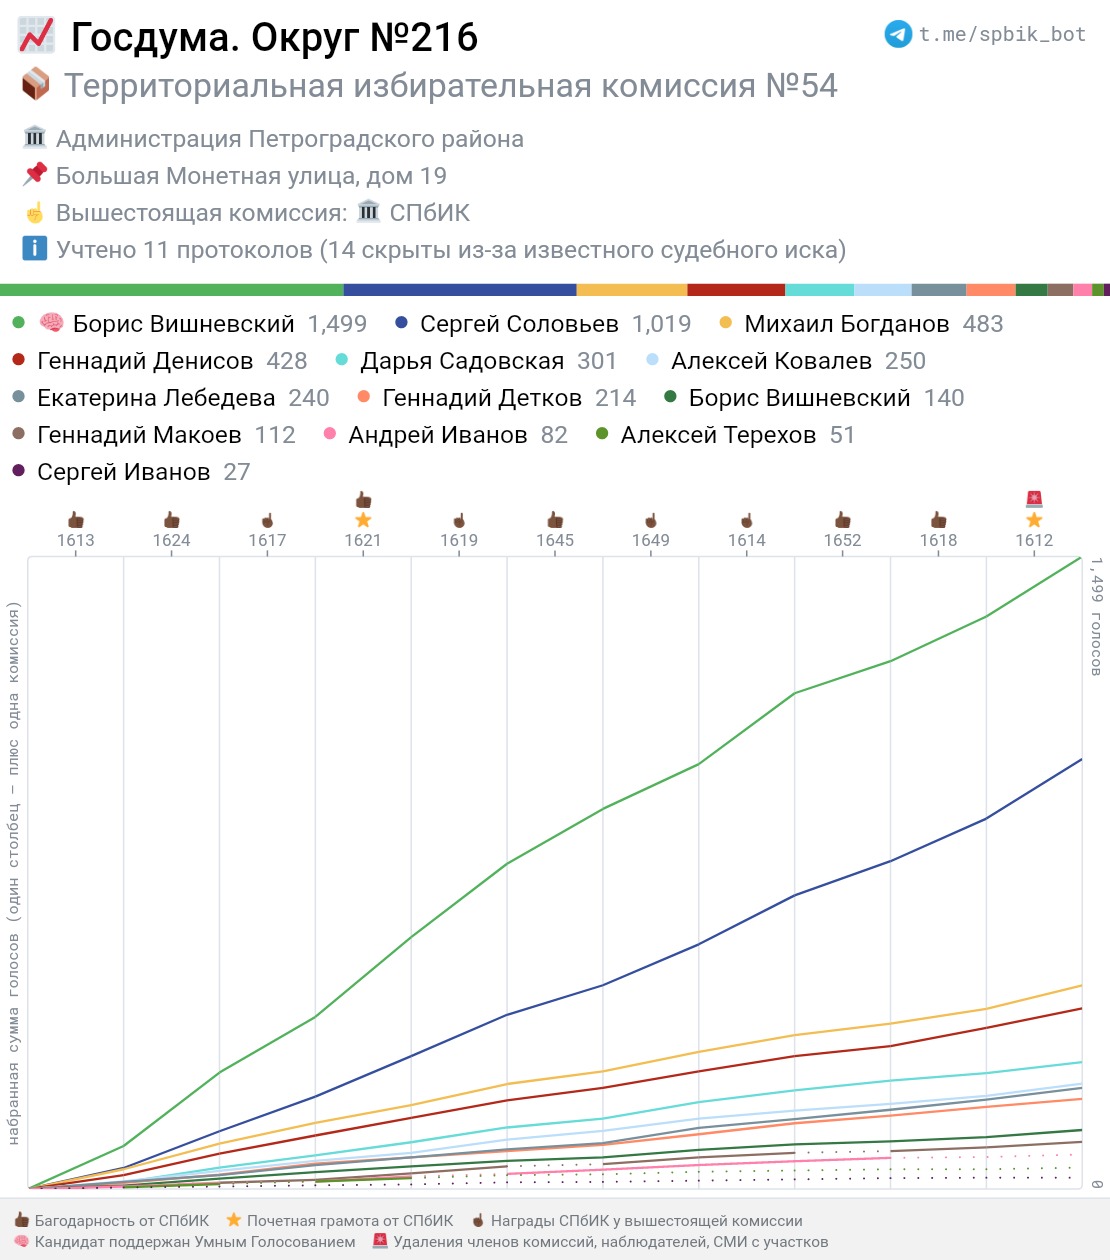 Госдума. Округ №216
t.me/spbik_bot
Территориальная избирательная комиссия №54
Администрация Петроградского района
Большая Монетная улица, дом 19
Вышестоящая комиссия: СПбИК
Учтено 11 протоколов (14 скрыты из-за известного судебного иска)
Борис Вишневский 1,499 Сергей Соловьев 1,019 Михаил Богданов 483
Геннадий Денисов 428 Дарья Садовская 301 Алексей Ковалев 250
Екатерина Лебедева 240 Геннадий Детков 214 Борис Вишневский 140
Геннадий Макоев 112 Андрей Иванов 82 Алексей Терехов 51
Сергей Иванов 27
1613 1624 1617 1621 1619 1645 1649 1614 1652 1618 1612
набранная сумма голосов (один столбец – плюс одна комиссия)
1,499 голосов
0
Багодарность от СПбИК Почетная грамота от СПбИК Награды СПбИК у вышестоящей комиссии
Кандидат поддержан Умным Голосованием Удаления членов комиссий, наблюдателей, СМИ с участков